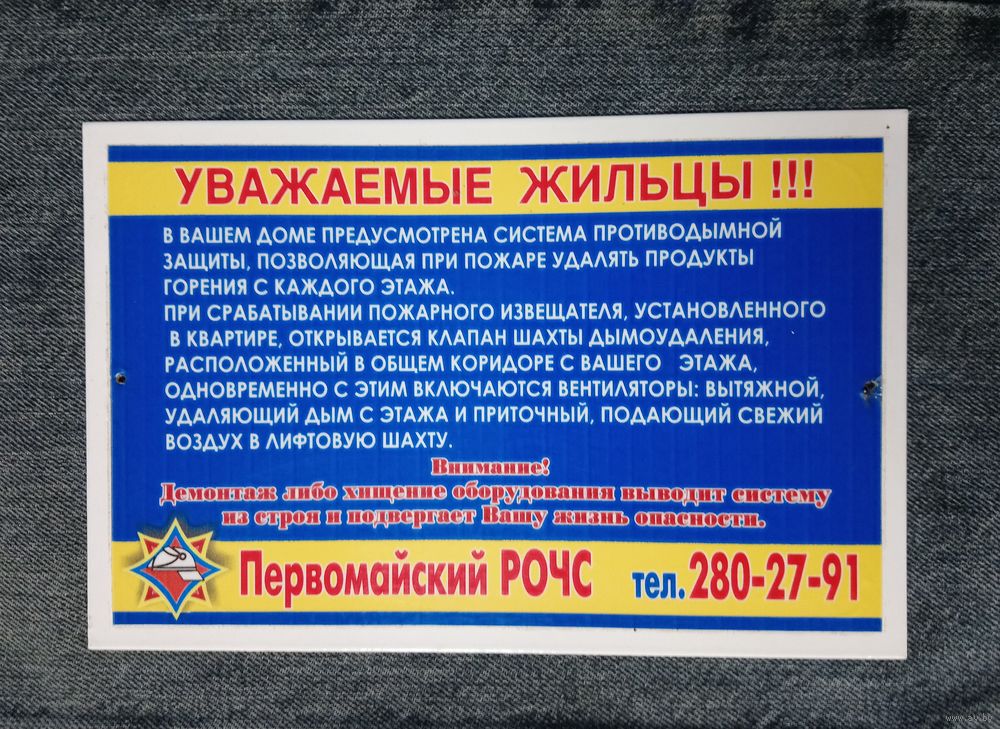 УВАЖАЕМЫЕ ЖИЛЬЦЫ !!!
В ВАШЕМ ДОМЕ ПРЕДУСМОТРЕНА СИСТЕМА ПРОТИВОДЫМНОЙ
ЗАЩИТЫ, ПОЗВОЛЯЮЩАЯ ПРИ ПОЖАРЕ УДАЛЯТЬ ПРОДУКТЫ
ГОРЕНИЯ С КАЖДОГО ЭТАЖА.
ПРИ СРАБАТЫВАНИИ ПОЖАРНОГО ИЗВЕЩАТЕЛЯ, УСТАНОВЛЕННОГО
В КВАРТИРЕ, ОТКРЫВАЕТСЯ КЛАПАН ШАХТЫ ДЫМОУДАЛЕНИЯ,
РАСПОЛОЖЕННЫЙ В ОБЩЕМ КОРИДОРЕ С ВАШЕГО ЭТАЖА,
ОДНОВРЕМЕННО С ЭТИМ ВКЛЮЧАЮТСЯ ВЕНТИЛЯТОРЫ: ВЫТЯЖНОЙ,
УДАЛЯЮЩИЙ ДЫМ С ЭТАЖА И ПРИТОЧНЫЙ, ПОДАЮЩИЙ СВЕЖИЙ
ВОЗДУХ В ЛИФТОВУЮ ШАХТУ.
Внимание!
Демонтаж либо хищение оборудования выводит систему
из строя и подвергает Вашу жизнь опасности.
Первомайский РОЧС тел.280-27-91
www.ay.by